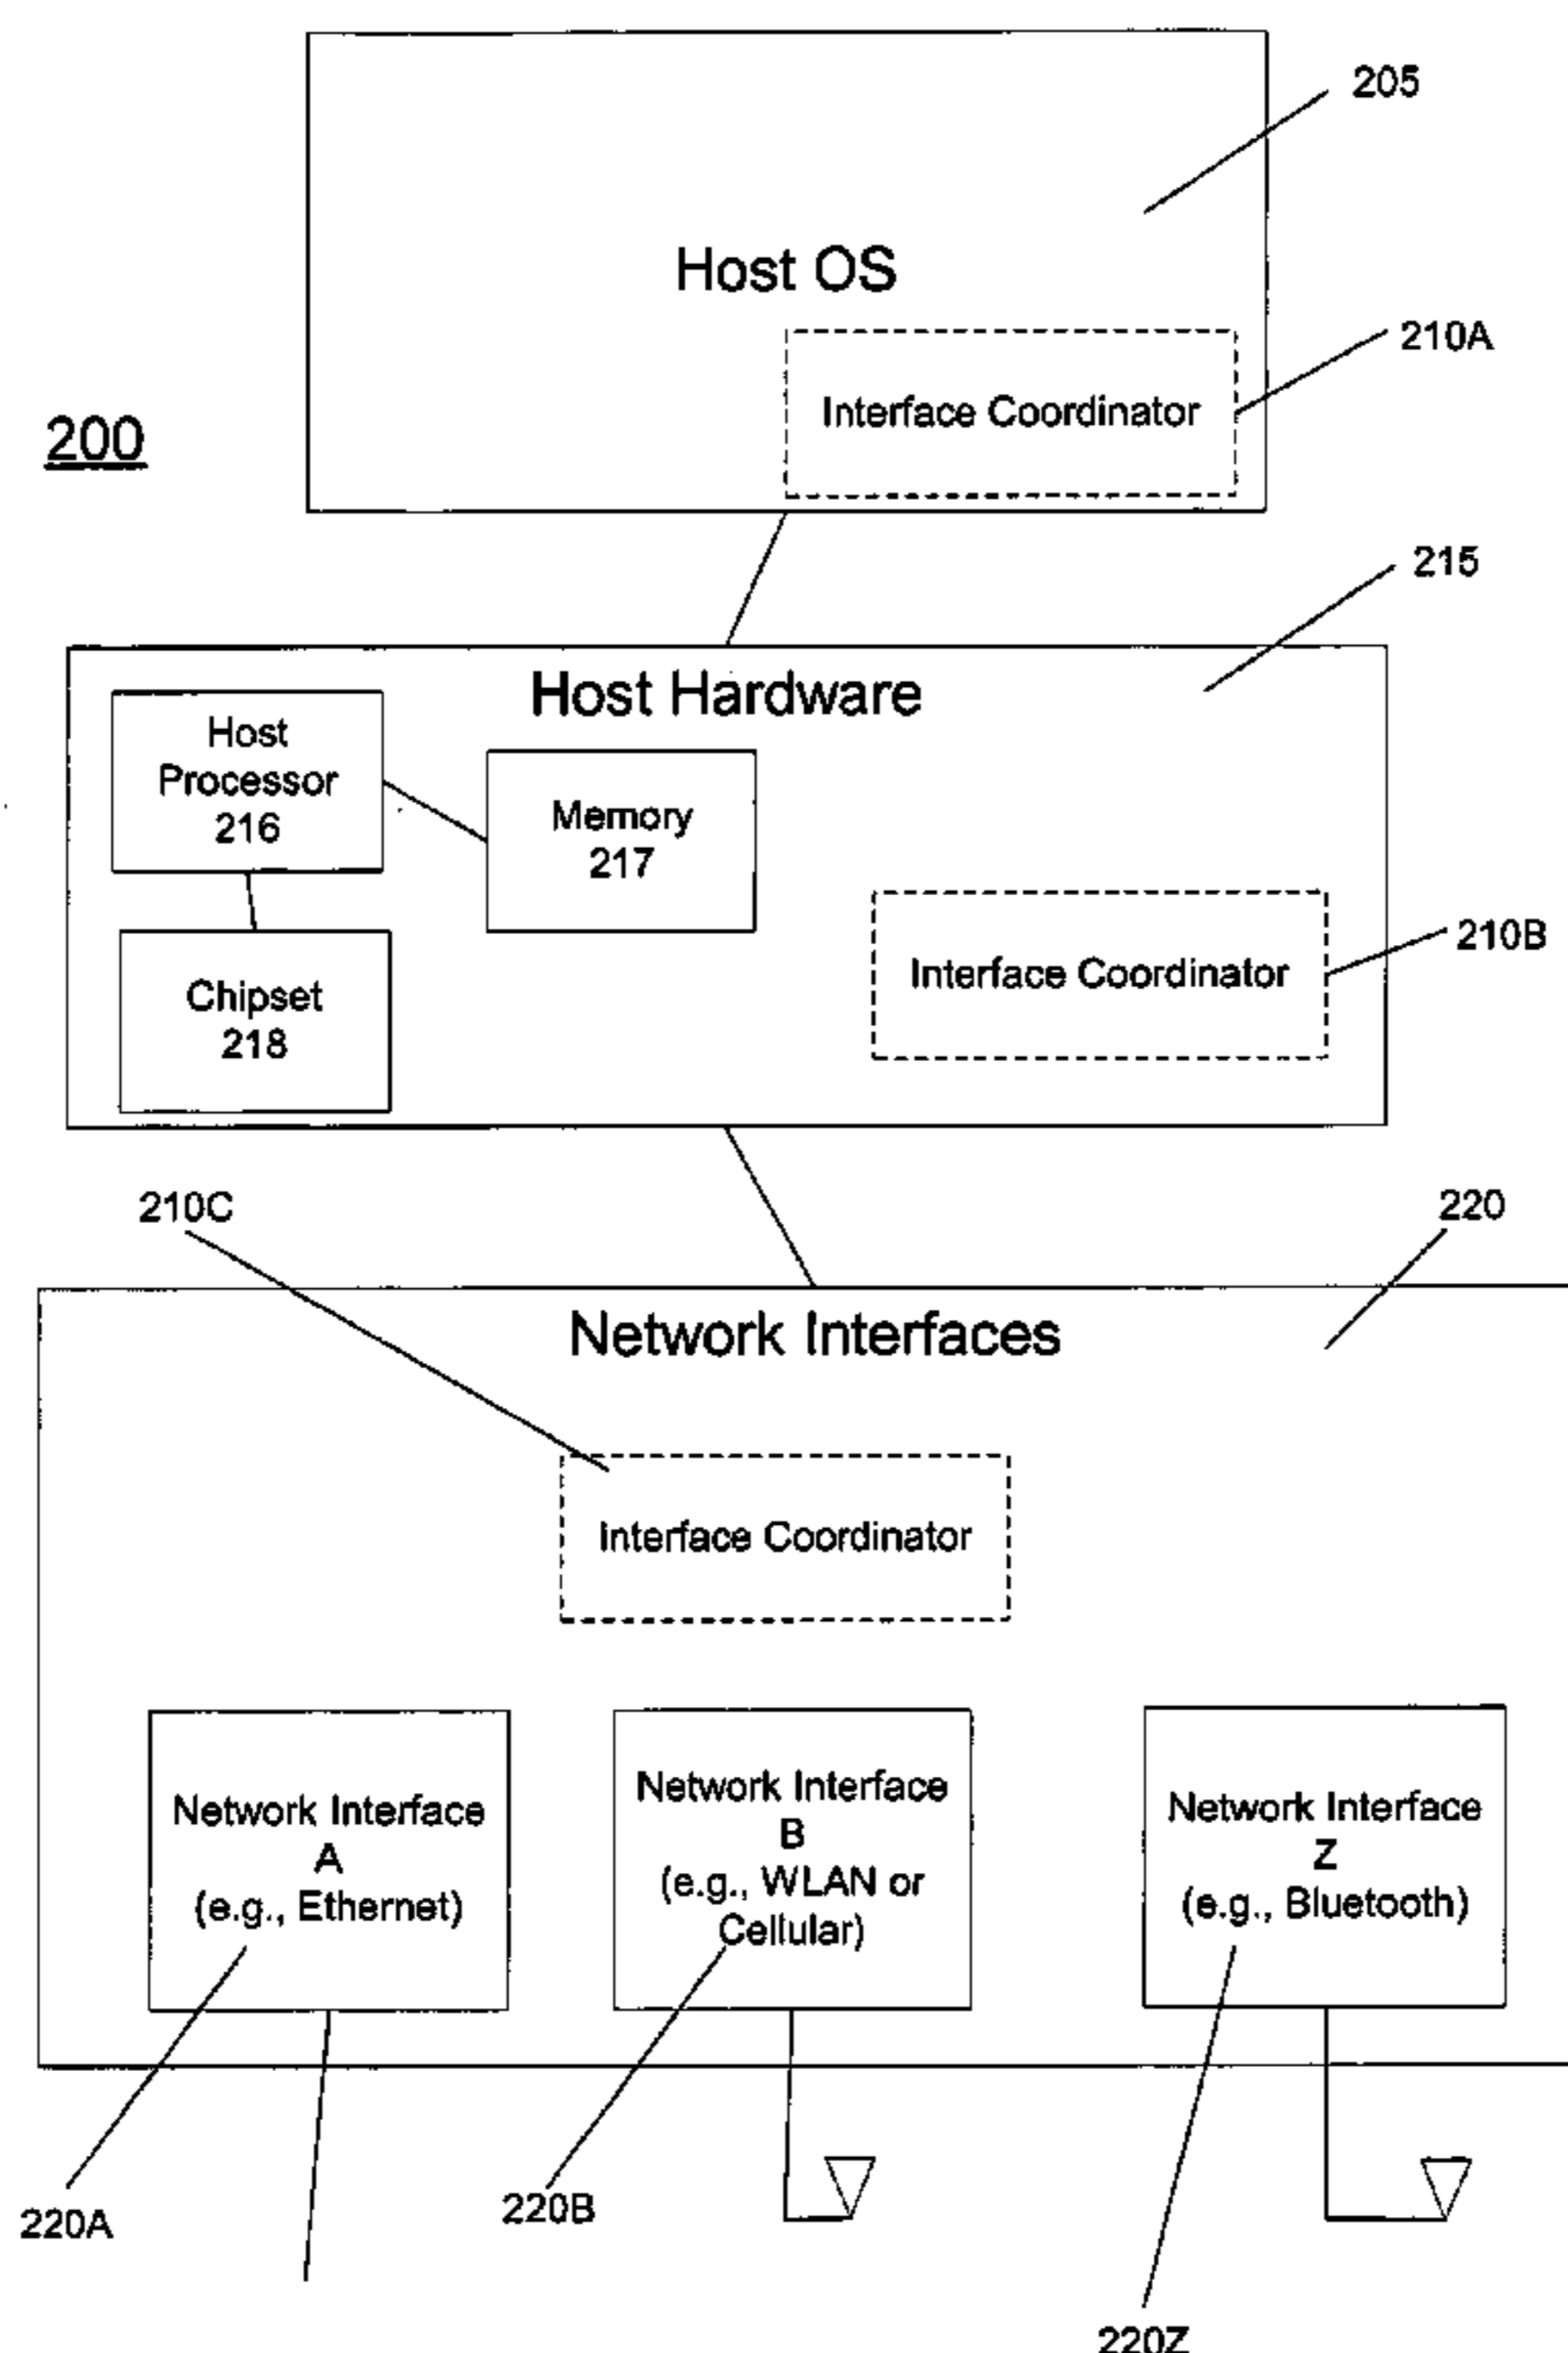 205
Host OS
210A
Interface Coordinator
200
215
Host Hardware
Host
Processor
216
Memory
217
210B
Interface Coordinator
Chipset
218
210C
220
Network Interfaces
Interface Coordinator
Network Interface
A
(e.g., Ethernet)
Network Interface
B
(e.g., WLAN or
Cellular)
Network Interface
Z
(e.g., Bluetooth)
220A
220B
220Z